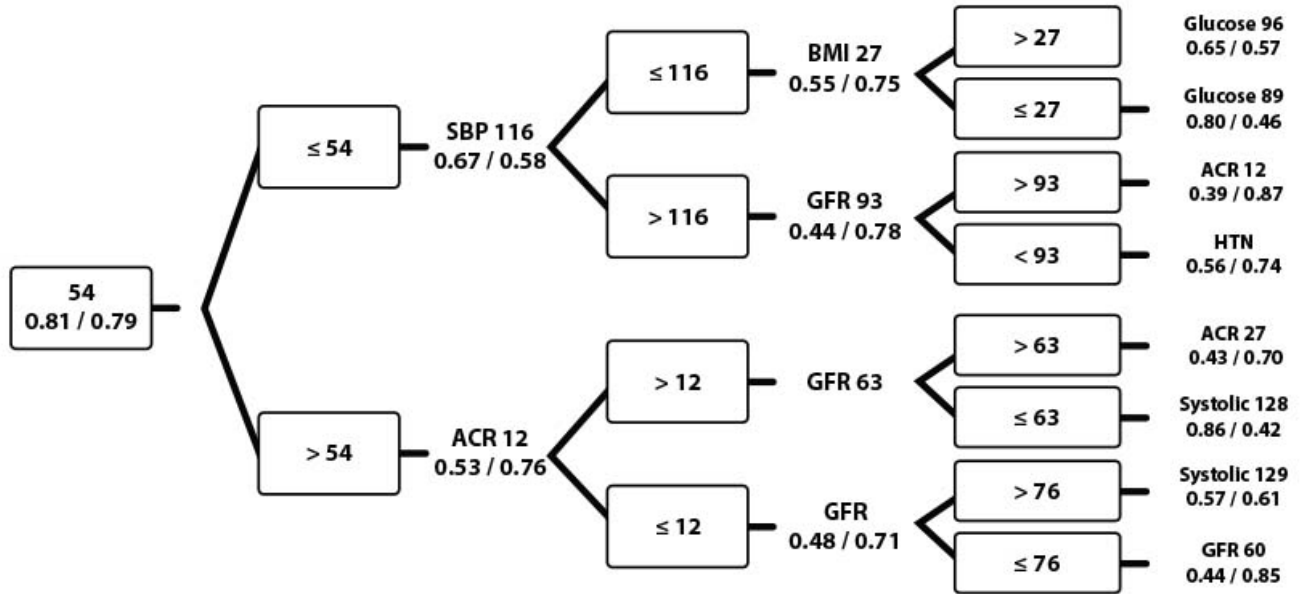 54
0.81 / 0.79
≤ 54
> 54
SBP 116
0.67 / 0.58
ACR 12
0.53 / 0.76
≤ 116
> 116
> 12
≤ 12
BMI 27
0.55 / 0.75
GFR 93
0.44 / 0.78
GFR 63
GFR
0.48 / 0.71
> 27
≤ 27
> 93
< 93
> 63
≤ 63
> 76
≤ 76
Glucose 96
0.65 / 0.57
Glucose 89
0.80 / 0.46
ACR 12
0.39 / 0.87
HTN
0.56 / 0.74
ACR 27
0.43 / 0.70
Systolic 128
0.86 / 0.42
Systolic 129
0.57 / 0.61
GFR 60
0.44 / 0.85